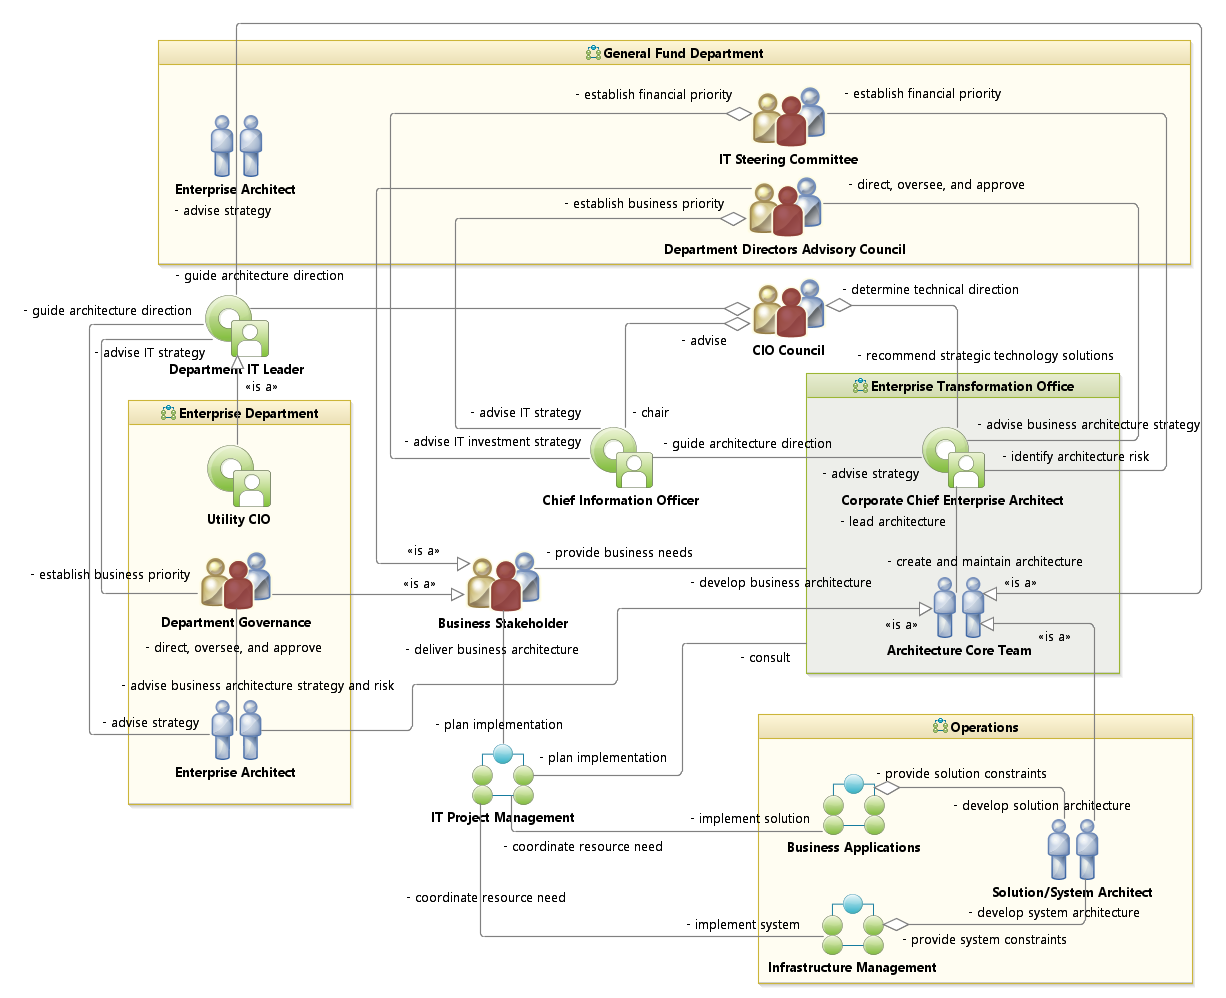 General Fund Department
- establish financial priority
- establish financial priority
IT Steering Committee
Enterprise Architect
- advise strategy
- direct, oversee, and approve
- establish business priority
Department Directors Advisory Council
- guide architecture direction
- guide architecture direction
- determine technical direction
- advise
CIO Council
- advise IT strategy
Department IT Leader
«is a»
- recommend strategic technology solutions
Enterprise Transformation Office
Enterprise Department
- advise IT strategy
- chair
- advise business architecture strategy
- advise IT investment strategy
- guide architecture direction
- identify architecture risk
- advise strategy
Chief Information Officer
Corporate Chief Enterprise Architect
Utility CIO
- lead architecture
«is a»
- provide business needs
- create and maintain architecture
- establish business priority
«is a»
- develop business architecture
«is a»
Department Governance
Business Stakeholder
«is a»
«is a»
- direct, oversee, and approve
- deliver business architecture
- consult
Architecture Core Team
- advise business architecture strategy and risk
- advise strategy
- plan implementation
Operations
- plan implementation
Enterprise Architect
- provide solution constraints
- develop solution architecture
IT Project Management
- implement solution
- coordinate resource need
Business Applications
- coordinate resource need
Solution/System Architect
- develop system architecture
- implement system
- provide system constraints
Infrastructure Management